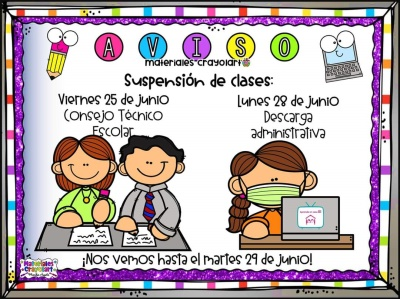 AVISO
materiales crayolart
Suspensión de clases:
Viernes 25 de junio
Consejo Técnico
Escolar
Lunes 28 de junio
Descarga
administrativa
Materiales
Crayolart
¡Nos vemos hasta el martes 29 de junio!